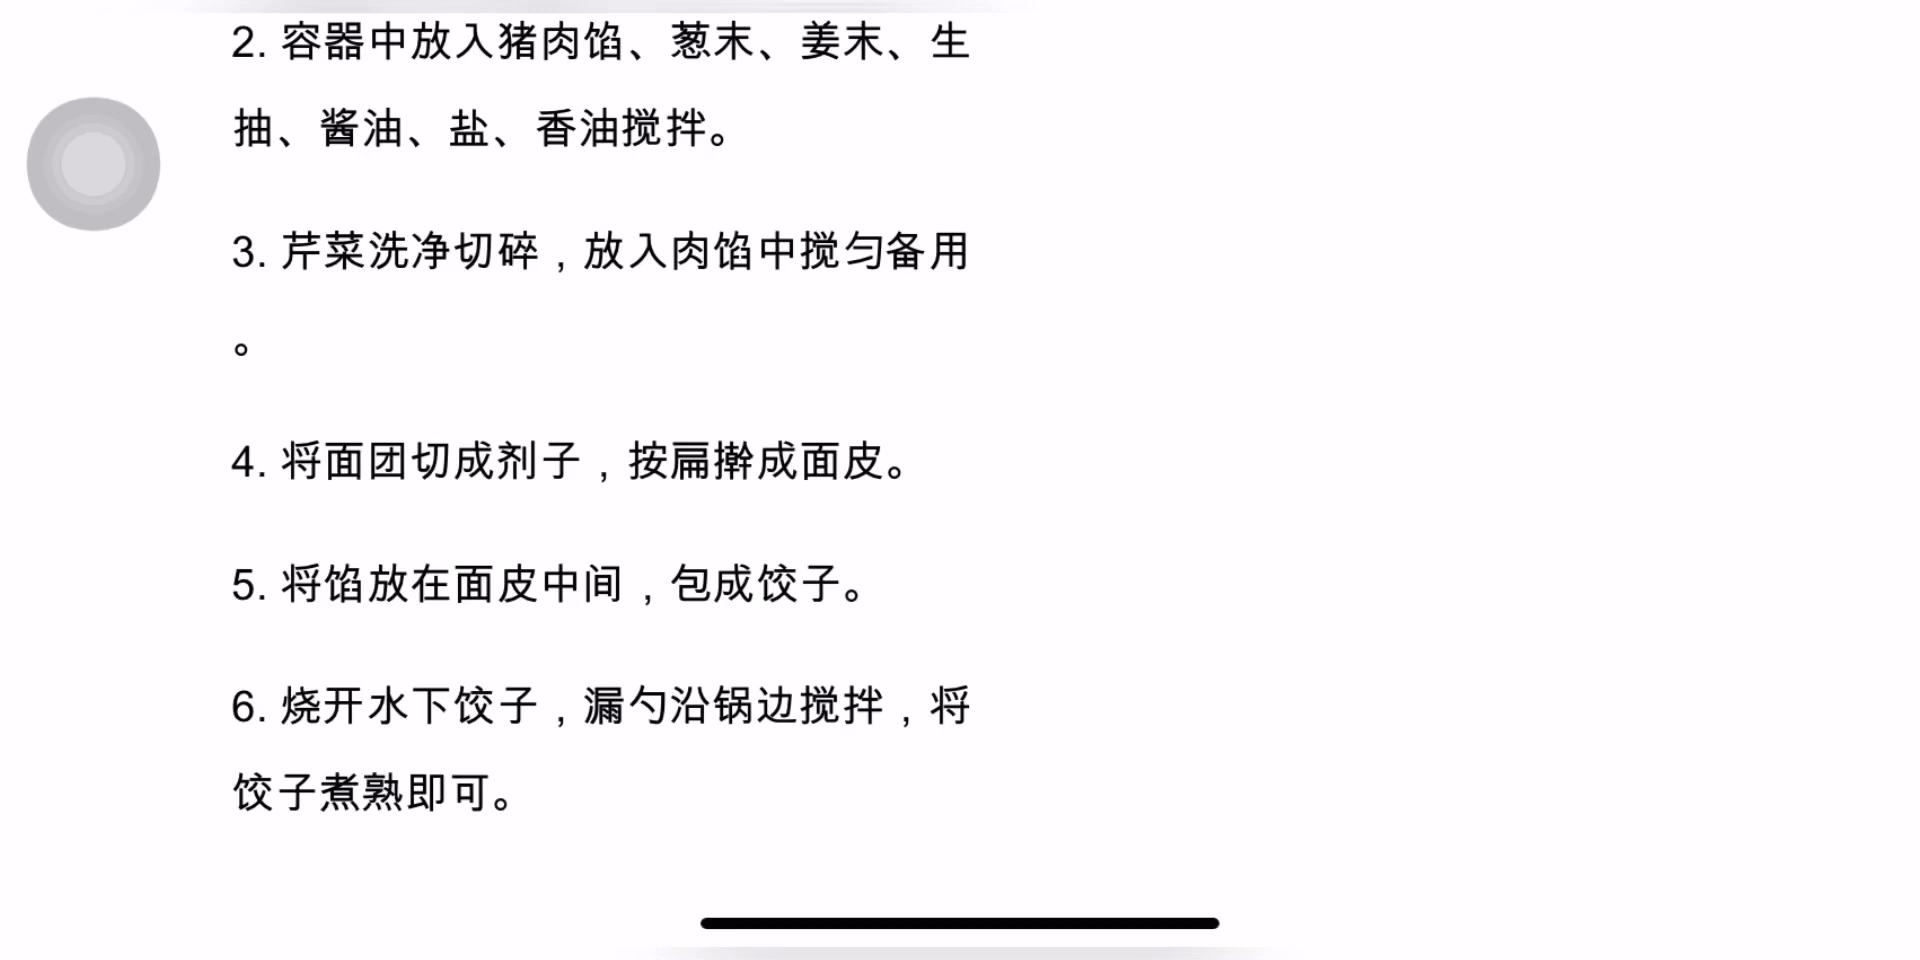 2. 容器中放入猪肉馅、葱末、姜末、生
抽、酱油、盐、香油搅拌。
3. 芹菜洗净切碎，放入肉馅中搅匀备用
。
4. 将面团切成剂子，按扁擀成面皮。
5. 将馅放在面皮中间，包成饺子。
6. 烧开水下饺子，漏勺沿锅边搅拌，将
饺子煮熟即可。